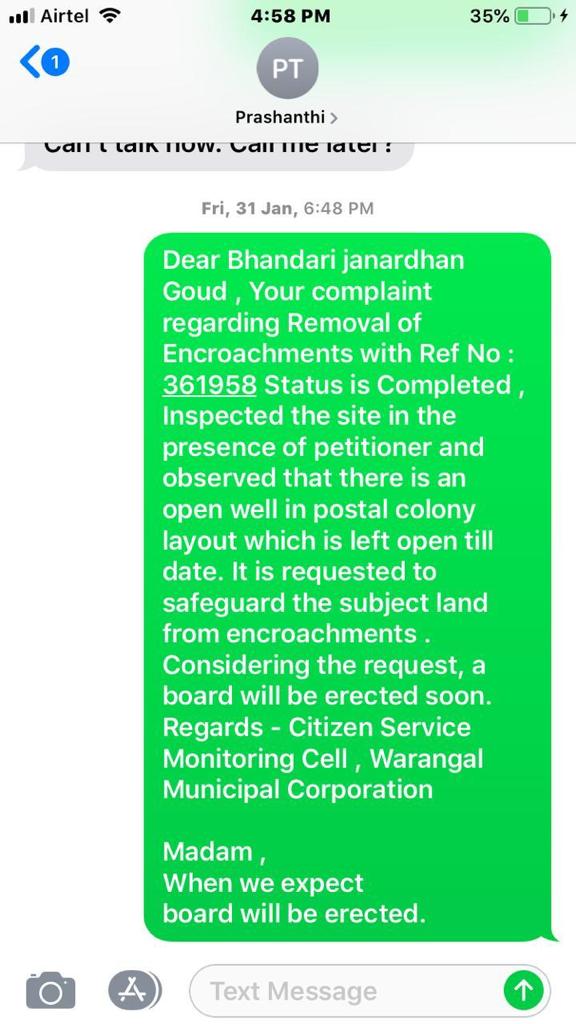 Airtel 4:58 PM 35%
1
PT
Prashanthi
Can't talk now. Call me later?
Fri, 31 Jan, 6:48 PM
Dear Bhandari janardhan
Goud , Your complaint
regarding Removal of
Encroachments with Ref No :
361958 Status is Completed ,
Inspected the site in the
presence of petitioner and
observed that there is an
open well in postal colony
layout which is left open till
date. It is requested to
safeguard the subject land
from encroachments .
Considering the request, a
board will be erected soon.
Regards - Citizen Service
Monitoring Cell , Warangal
Municipal Corporation
Madam ,
When we expect
board will be erected.
Text Message